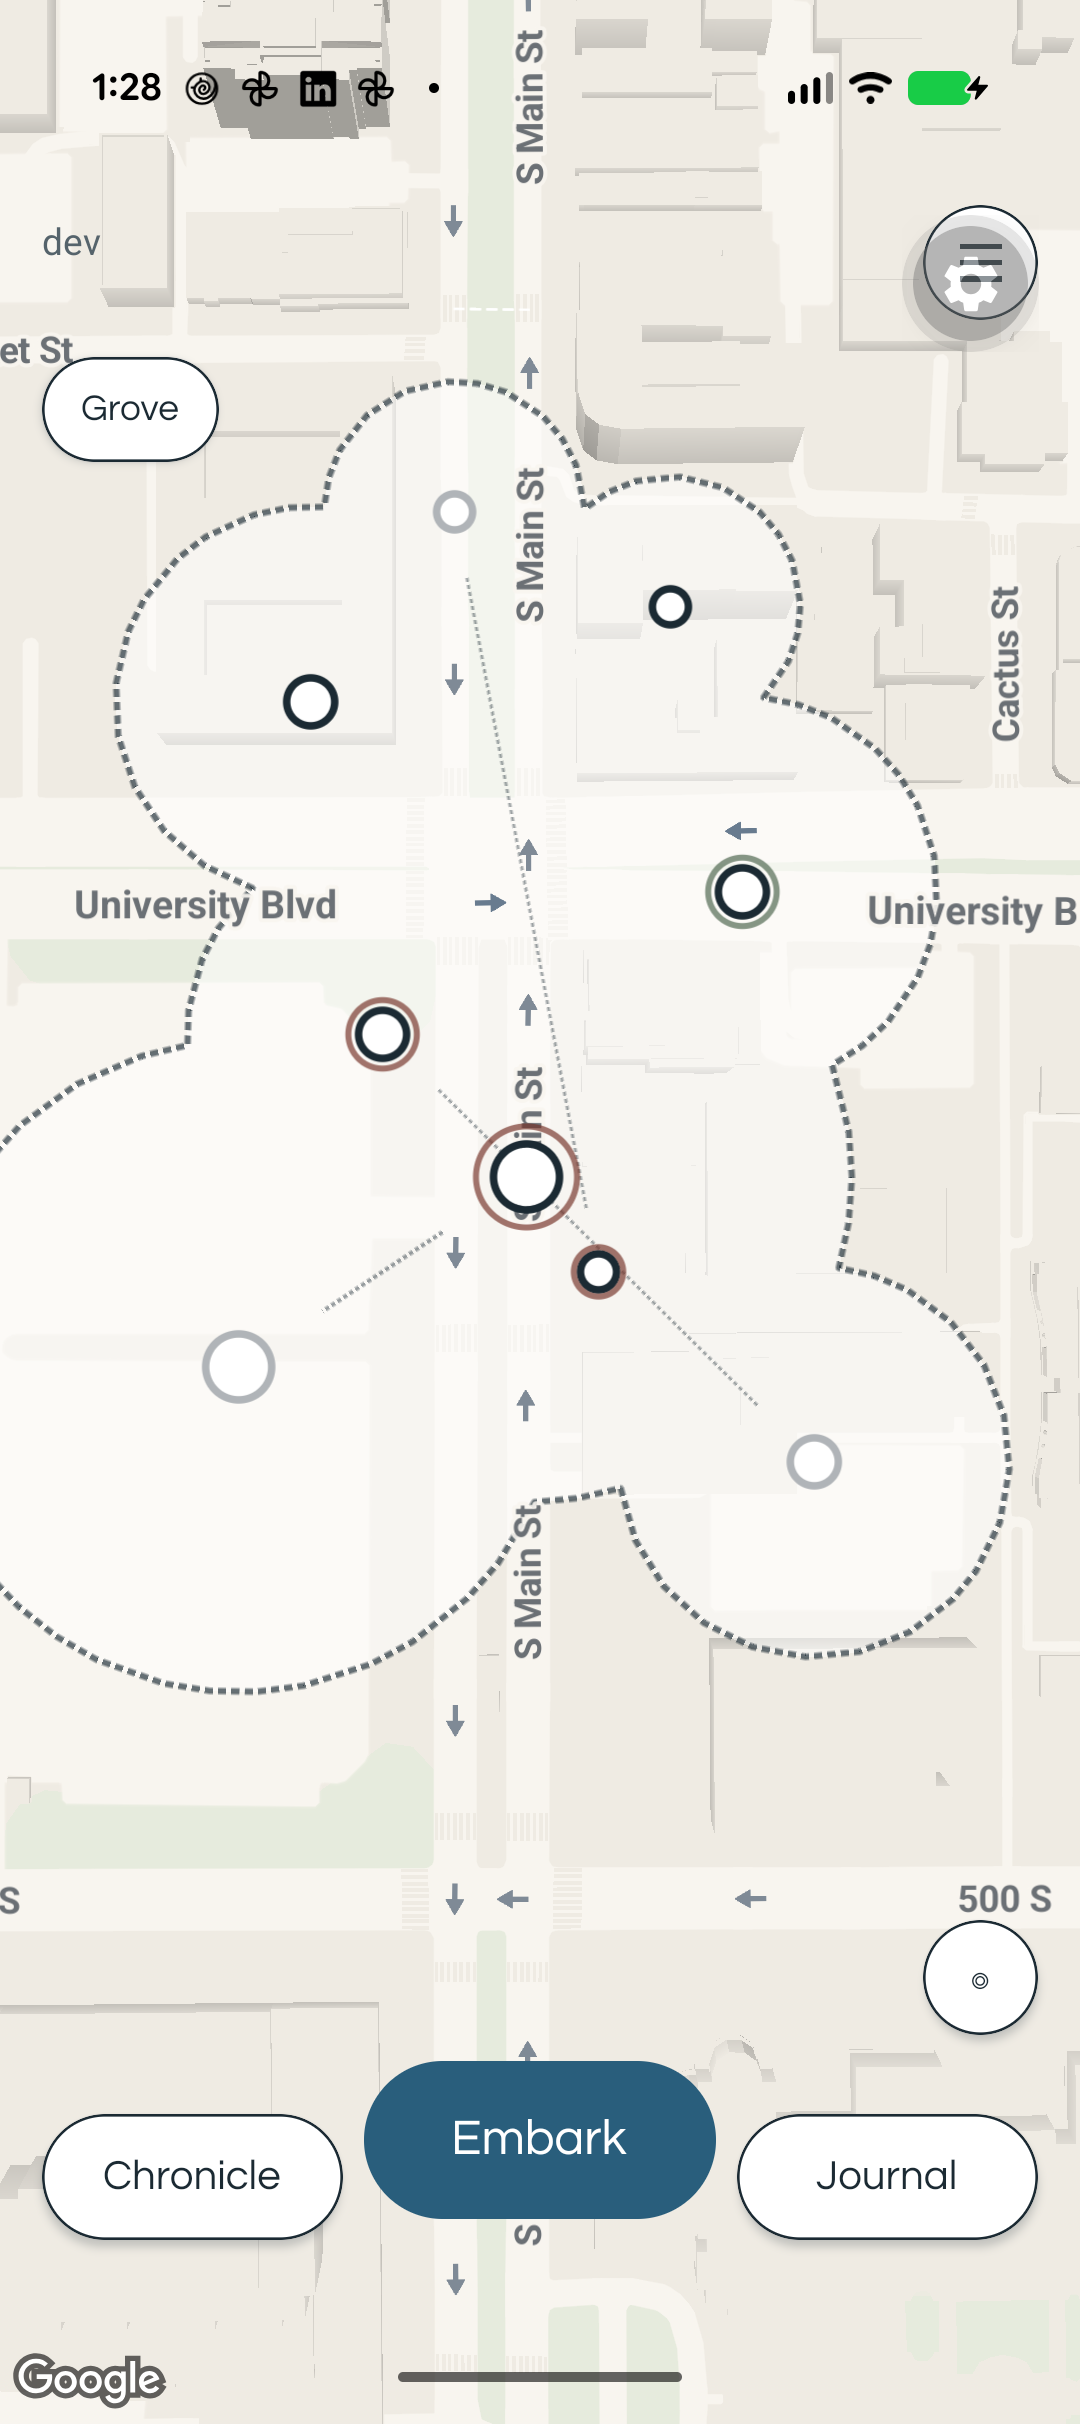 S Main St
1:28
in
dev
et St
Grove
S Main St
Cactus St
University Blvd
University B
in St
S Main St
S
500 S
Embark
Chronicle
Journal
S
Google